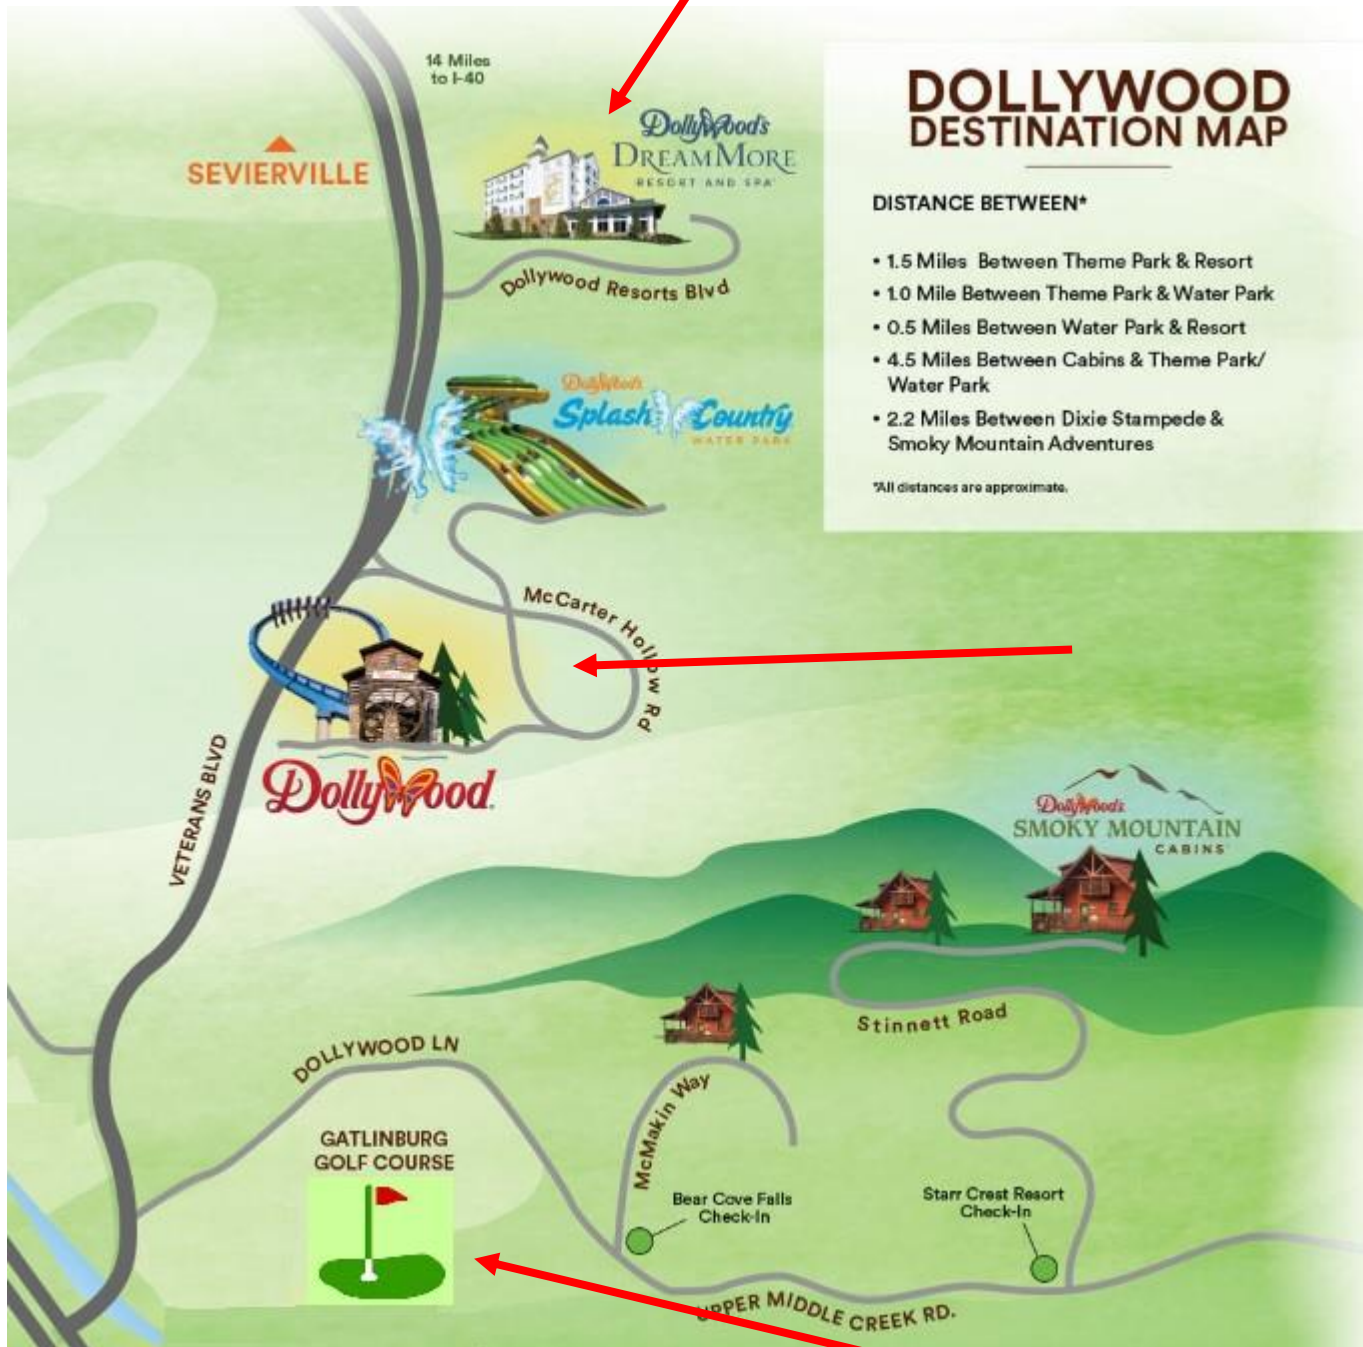 14 Miles
to I-40
SEVIERVILLE
Dollywood's
DREAMMORE
RESORT AND SPA
Dollywood Resorts Blvd
DOLLYWOOD
DESTINATION MAP
DISTANCE BETWEEN*
• 1.5 Miles Between Theme Park & Resort
• 1.0 Mile Between Theme Park & Water Park
• 0.5 Miles Between Water Park & Resort
• 4.5 Miles Between Cabins & Theme Park/
Water Park
• 2.2 Miles Between Dixie Stampede &
Smoky Mountain Adventures
*All distances are approximate.
Dollywood's
Splash Country
WATER PARK
McCarter Hollow Rd
Dollywood
VETERANS BLVD
Dollywood's
SMOKY MOUNTAIN
CABINS
Stinnett Road
DOLLYWOOD LN
McMakin Way
GATLINBURG
GOLF COURSE
Bear Cove Falls
Check-In
Starr Crest Resort
Check-In
UPPER MIDDLE CREEK RD.